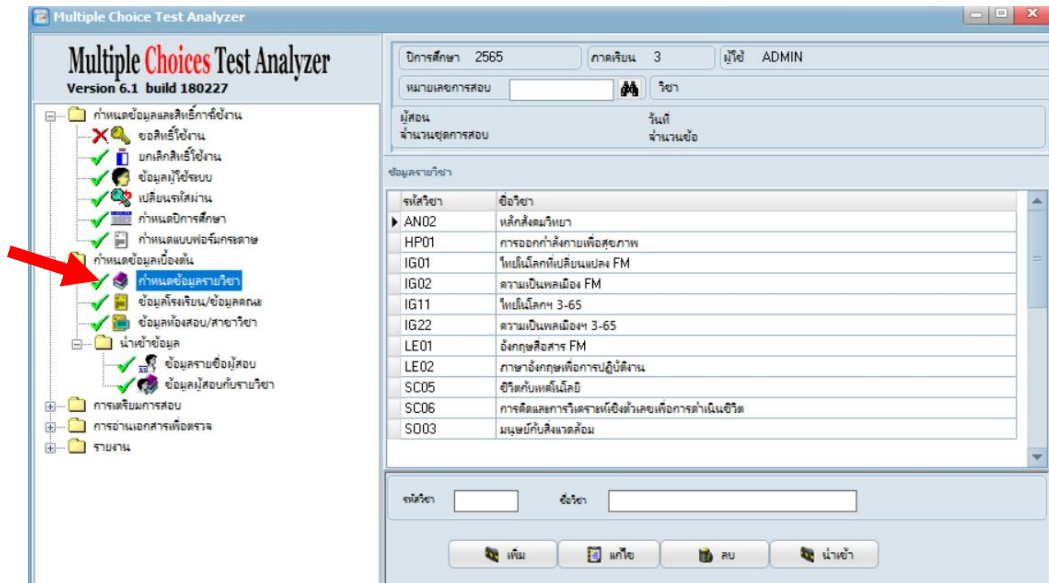 Multiple Choice Test Analyzer
Multiple Choices Test Analyzer
Version 6.1 build 180227
กำหนดข้อมูลและสิทธิ์การใช้งาน
ขอสิทธิ์ใช้งาน
ยกเลิกสิทธิ์ใช้งาน
ข้อมูลผู้ใช้ระบบ
เปลี่ยนรหัสผ่าน
กำหนดปีการศึกษา
กำหนดแบบฟอร์มกระดาษ
กำหนดข้อมูลเบื้องต้น
กำหนดข้อมูลรายวิชา
ข้อมูลโรงเรียน/ข้อมูลคณะ
ข้อมูลห้องสอบ/สาขาวิชา
นำเข้าข้อมูล
ข้อมูลรายชื่อผู้สอบ
ข้อมูลผู้สอบกับรายวิชา
การเตรียมการสอบ
การอ่านเอกสารเพื่อตรวจ
รายงาน
ปีการศึกษา 2565 ภาคเรียน 3 ผู้ใช้ ADMIN
หมายเลขการสอบ วิชา
ผู้สอน วันที่
จำนวนชุดการสอบ จำนวนข้อ
ข้อมูลรายวิชา
รหัสวิชา ชื่อวิชา
AN02 หลักสังคมวิทยา
HP01 การออกกำลังกายเพื่อสุขภาพ
IG01 ไทยในโลกที่เปลี่ยนแปลง FM
IG02 ความเป็นพลเมือง FM
IG11 ไทยในโลกฯ 3-65
IG22 ความเป็นพลเมืองฯ 3-65
LE01 อังกฤษสื่อสาร FM
LE02 ภาษาอังกฤษเพื่อการปฏิบัติงาน
SC05 ชีวิตกับเทคโนโลยี
SC06 การคิดและการวิเคราะห์เชิงตัวเลขเพื่อการดำเนินชีวิต
SO03 มนุษย์กับสิ่งแวดล้อม
รหัสวิชา ชื่อวิชา
เพิ่ม แก้ไข ลบ นำเข้า